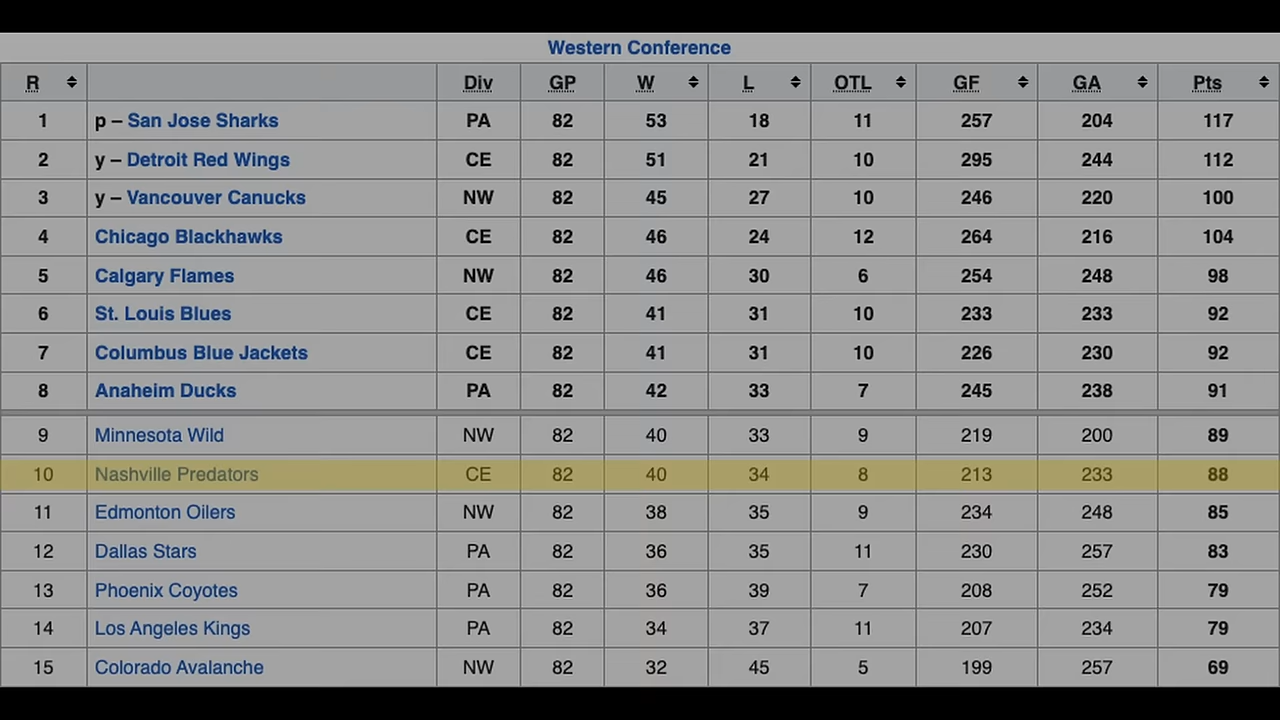 Western Conference
R Div GP W L OTL GF GA Pts
1 p – San Jose Sharks PA 82 53 18 11 257 204 117
2 y – Detroit Red Wings CE 82 51 21 10 295 244 112
3 y – Vancouver Canucks NW 82 45 27 10 246 220 100
4 Chicago Blackhawks CE 82 46 24 12 264 216 104
5 Calgary Flames NW 82 46 30 6 254 248 98
6 St. Louis Blues CE 82 41 31 10 233 233 92
7 Columbus Blue Jackets CE 82 41 31 10 226 230 92
8 Anaheim Ducks PA 82 42 33 7 245 238 91
9 Minnesota Wild NW 82 40 33 9 219 200 89
10 Nashville Predators CE 82 40 34 8 213 233 88
11 Edmonton Oilers NW 82 38 35 9 234 248 85
12 Dallas Stars PA 82 36 35 11 230 257 83
13 Phoenix Coyotes PA 82 36 39 7 208 252 79
14 Los Angeles Kings PA 82 34 37 11 207 234 79
15 Colorado Avalanche NW 82 32 45 5 199 257 69